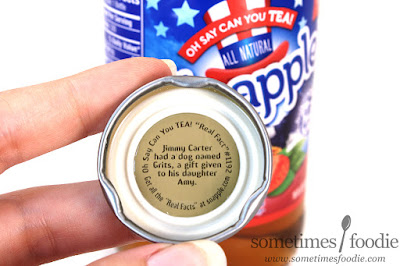 OH SAY CAN YOU TEA!
ALL NATURAL
apple
Oh Say Can You TEA! "Real Fact"
Jimmy Carter
had a dog named
Grits, a gift given
to his daughter
Amy.
Get all the "Real Facts" at snapple.com
sometimes foodie
www.sometimesfoodie.com